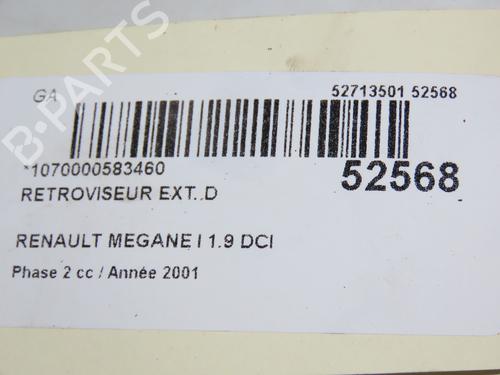 B-PARTS
GA
52713501 52568
*1070000583460
52568
RETROVISEUR EXT. D
RENAULT MEGANE I 1.9 DCI
Phase 2 cc / Année 2001